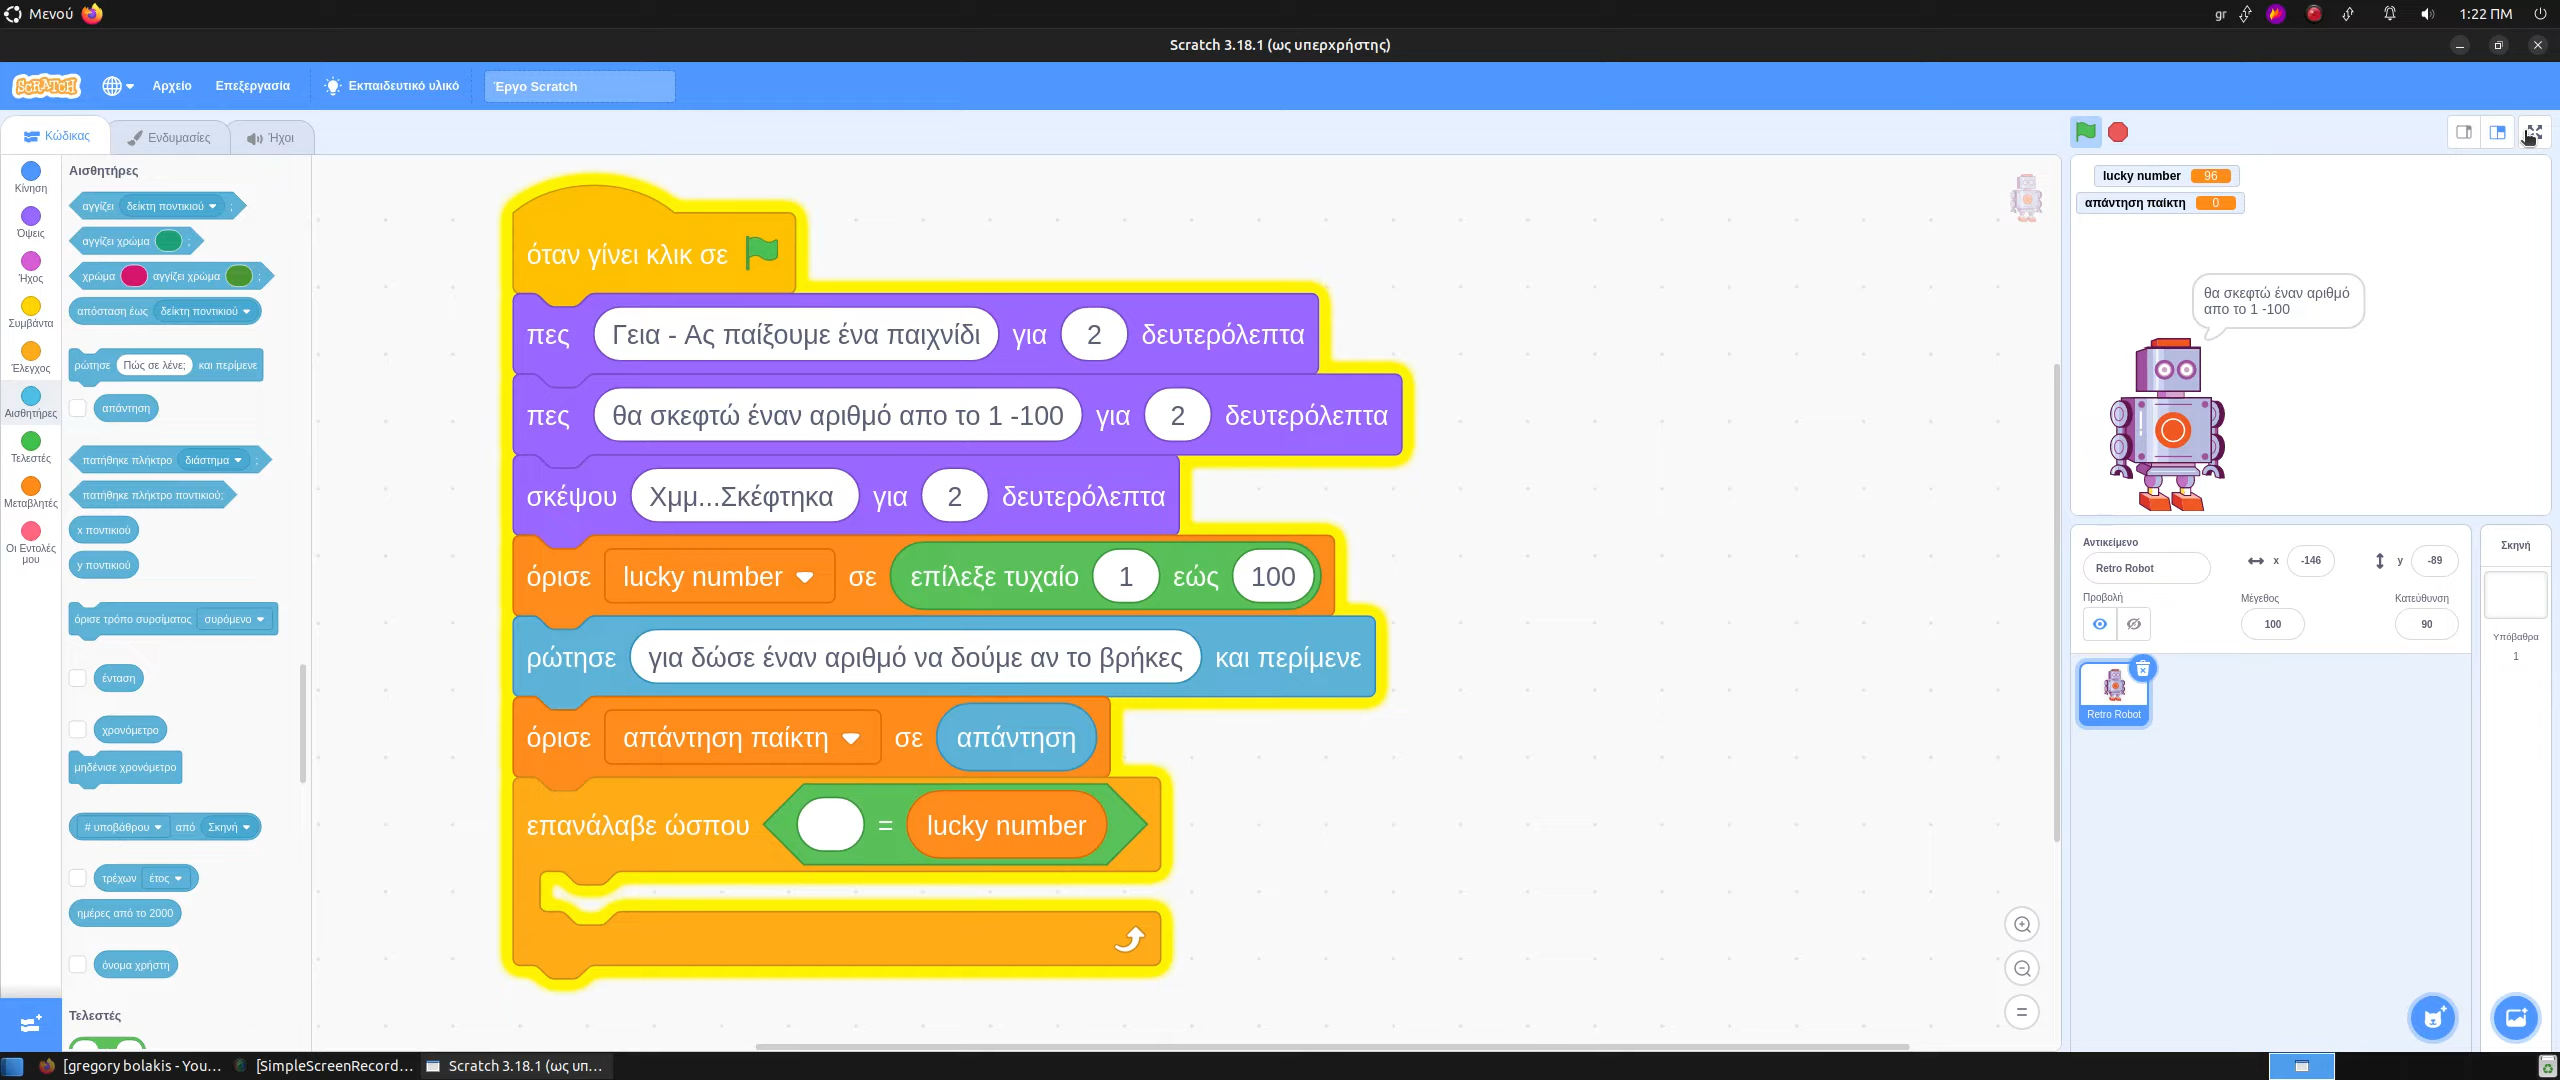 Μενού
gr
1:22 ΠΜ
Scratch 3.18.1 (ως υπερχρήστης)
SCRATCH
Αρχείο
Επεξεργασία
Εκπαιδευτικό υλικό
Έργο Scratch
Κώδικας
Ενδυμασίες
Ήχοι
Κίνηση
Όψεις
Ήχος
Συμβάντα
Έλεγχος
Αισθητήρες
Τελεστές
Μεταβλητές
Οι Εντολές
μου
Αισθητήρες
αγγίζει δείκτη ποντικιού ;
αγγίζει χρώμα ;
χρώμα αγγίζει χρώμα ;
απόσταση έως δείκτη ποντικιού
ρώτησε Πώς σε λένε; και περίμενε
απάντηση
πατήθηκε πλήκτρο διάστημα ;
πατήθηκε πλήκτρο ποντικιού;
x ποντικιού
y ποντικιού
όρισε τρόπο συρσίματος συρόμενο
ένταση
χρονόμετρο
μηδένισε χρονόμετρο
# υποβάθρου από Σκηνή
τρέχων έτος
ημέρες από το 2000
όνομα χρήστη
Τελεστές
όταν γίνει κλικ σε
πες Γεια - Ας παίξουμε ένα παιχνίδι για 2 δευτερόλεπτα
πες θα σκεφτώ έναν αριθμό απο το 1 -100 για 2 δευτερόλεπτα
σκέψου Χμμ...Σκέφτηκα για 2 δευτερόλεπτα
όρισε lucky number σε επίλεξε τυχαίο 1 εώς 100
ρώτησε για δώσε έναν αριθμό να δούμε αν το βρήκες και περίμενε
όρισε απάντηση παίκτη σε απάντηση
επανάλαβε ώσπου = lucky number
lucky number 96
απάντηση παίκτη 0
θα σκεφτώ έναν αριθμό
απο το 1 -100
Αντικείμενο
Retro Robot
x -146
y -89
Προβολή
Μέγεθος
100
Κατεύθυνση
90
Retro Robot
Σκηνή
Υπόβαθρα
1
[gregory bolakis - You...
[SimpleScreenRecord...
Scratch 3.18.1 (ως υπ...